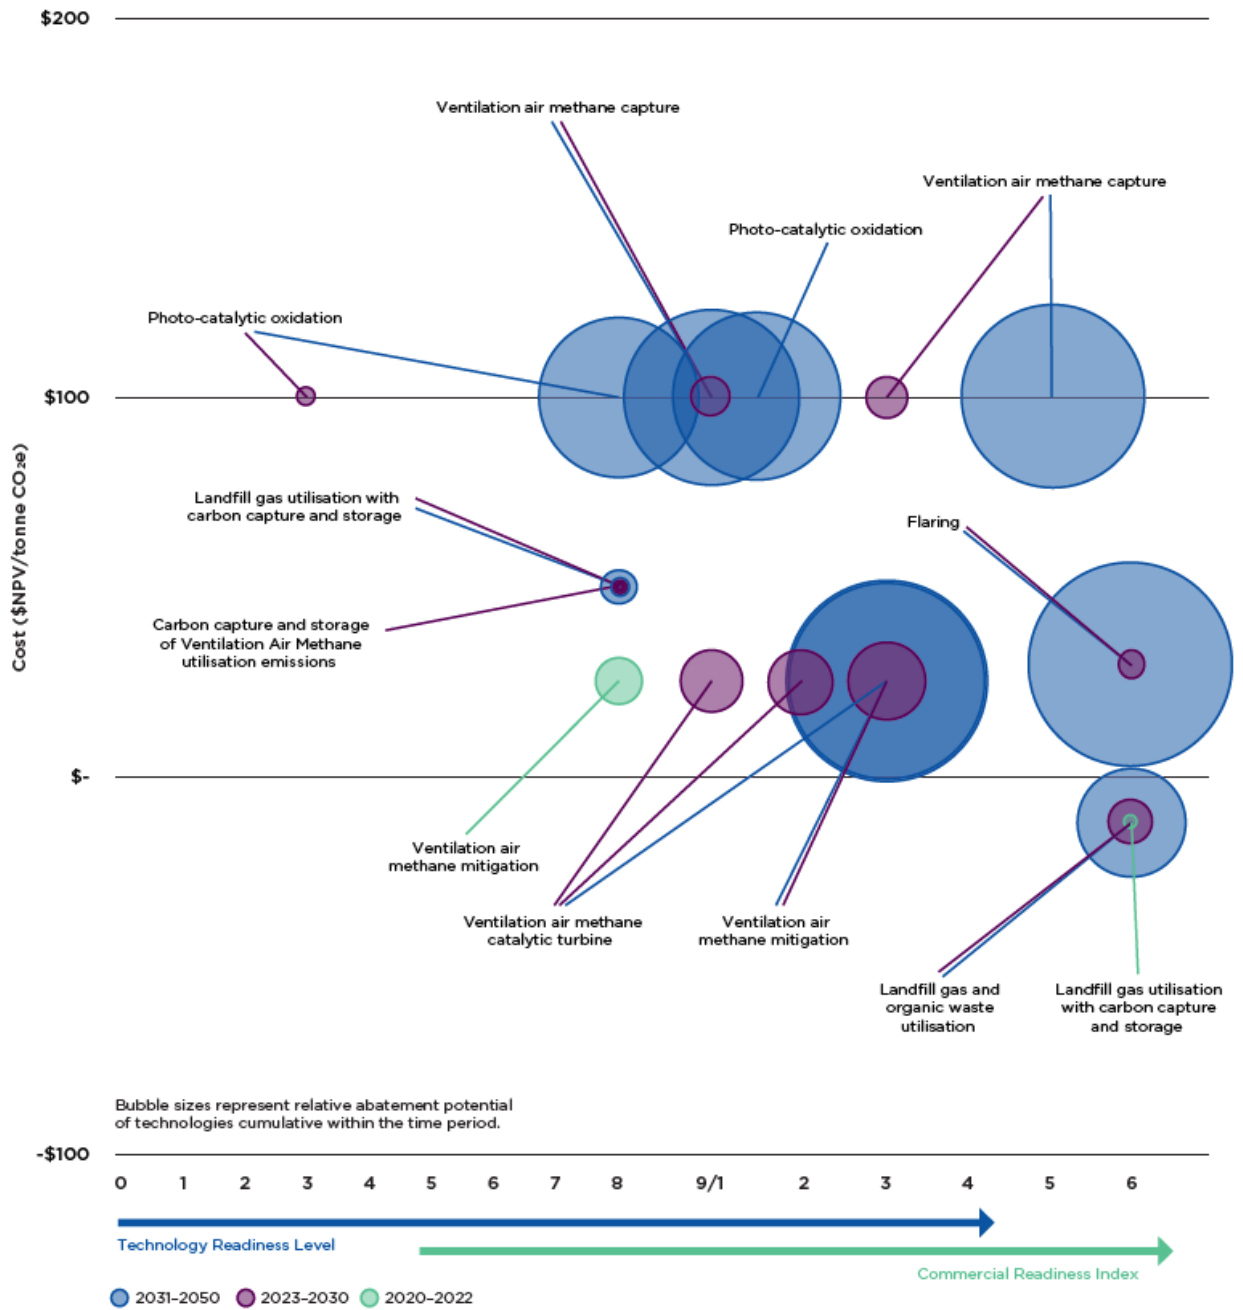 $200
Ventilation air methane capture
Ventilation air methane capture
Photo-catalytic oxidation
Photo-catalytic oxidation
$100
Cost ($NPV/tonne CO₂e)
Landfill gas utilisation with
carbon capture and storage
Flaring
Carbon capture and storage
of Ventilation Air Methane
utilisation emissions
$-
Ventilation air
methane mitigation
Ventilation air methane
catalytic turbine
Ventilation air
methane mitigation
Landfill gas and
organic waste
utilisation
Landfill gas utilisation
with carbon capture
and storage
Bubble sizes represent relative abatement potential
of technologies cumulative within the time period.
-$100
0 1 2 3 4 5 6 7 8 9/1 2 3 4 5 6
Technology Readiness Level
Commercial Readiness Index
2031–2050 2023–2030 2020–2022